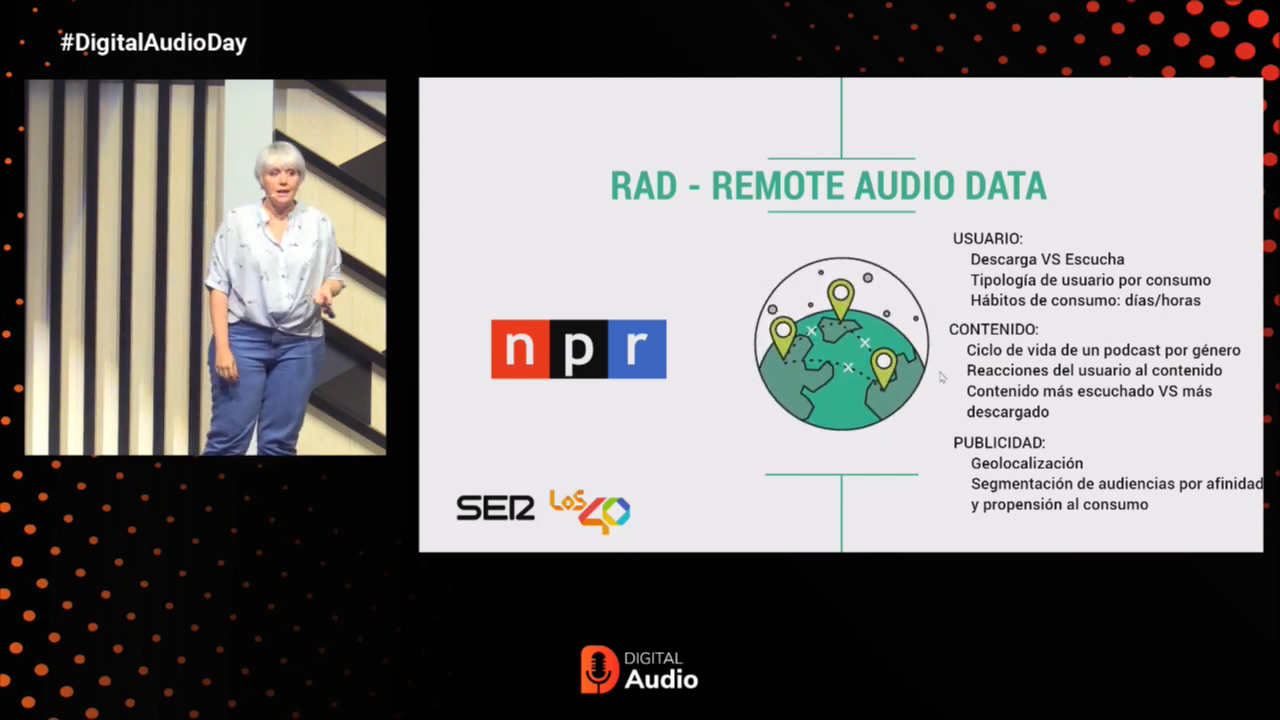 #DigitalAudioDay
RAD - REMOTE AUDIO DATA
npr
SER
LOS 40
USUARIO:
Descarga VS Escucha
Tipología de usuario por consumo
Hábitos de consumo: días/horas
CONTENIDO:
Ciclo de vida de un podcast por género
Reacciones del usuario al contenido
Contenido más escuchado VS más
descargado
PUBLICIDAD:
Geolocalización
Segmentación de audiencias por afinidad
y propensión al consumo
DIGITAL
Audio